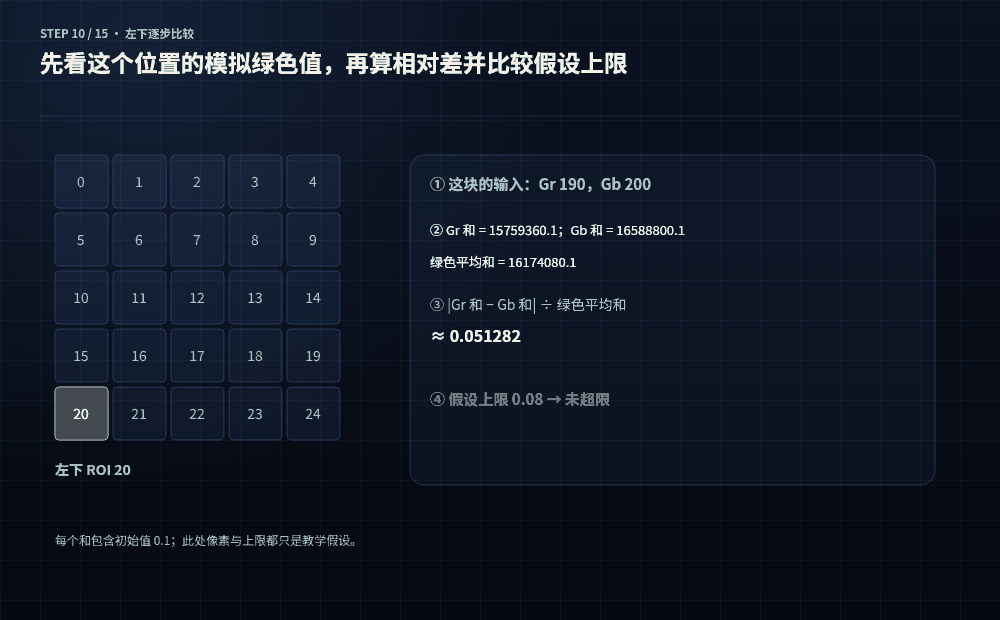 STEP 10 / 15 · 左下逐步比较
先看这个位置的模拟绿色值，再算相对差并比较假设上限
0 1 2 3 4
5 6 7 8 9
10 11 12 13 14
15 16 17 18 19
20 21 22 23 24
左下 ROI 20
① 这块的输入：Gr 190，Gb 200
② Gr 和 = 15759360.1；Gb 和 = 16588800.1
绿色平均和 = 16174080.1
③ |Gr 和 − Gb 和| ÷ 绿色平均和
≈ 0.051282
④ 假设上限 0.08 → 未超限
每个和包含初始值 0.1；此处像素与上限都只是教学假设。